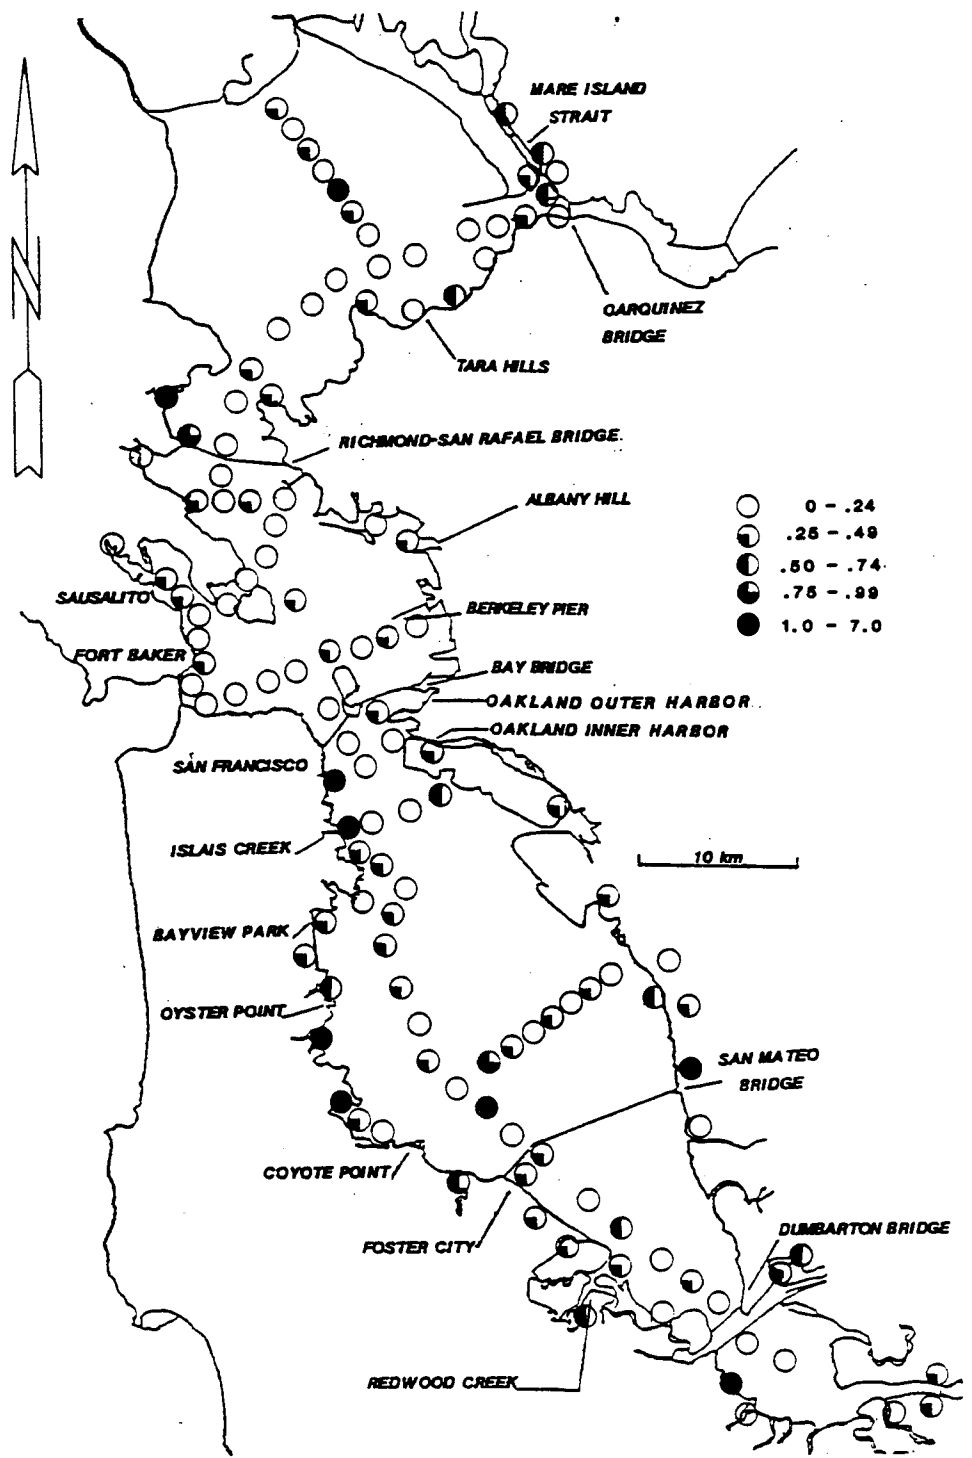 MARE ISLAND
STRAIT
N
CARQUINEZ
BRIDGE
TARA HILLS
RICHMOND-SAN RAFAEL BRIDGE.
ALBANY HILL
0 - .24
.25 - .49
.50 - .74
.75 - .99
1.0 - 7.0
SAUSALITO
BERKELEY PIER
FORT BAKER
BAY BRIDGE
OAKLAND OUTER HARBOR
OAKLAND INNER HARBOR
SAN FRANCISCO
ISLAIS CREEK
10 km
BAYVIEW PARK
OYSTER POINT
SAN MATEO
BRIDGE
COYOTE POINT
DUMBARTON BRIDGE
FOSTER CITY
REDWOOD CREEK